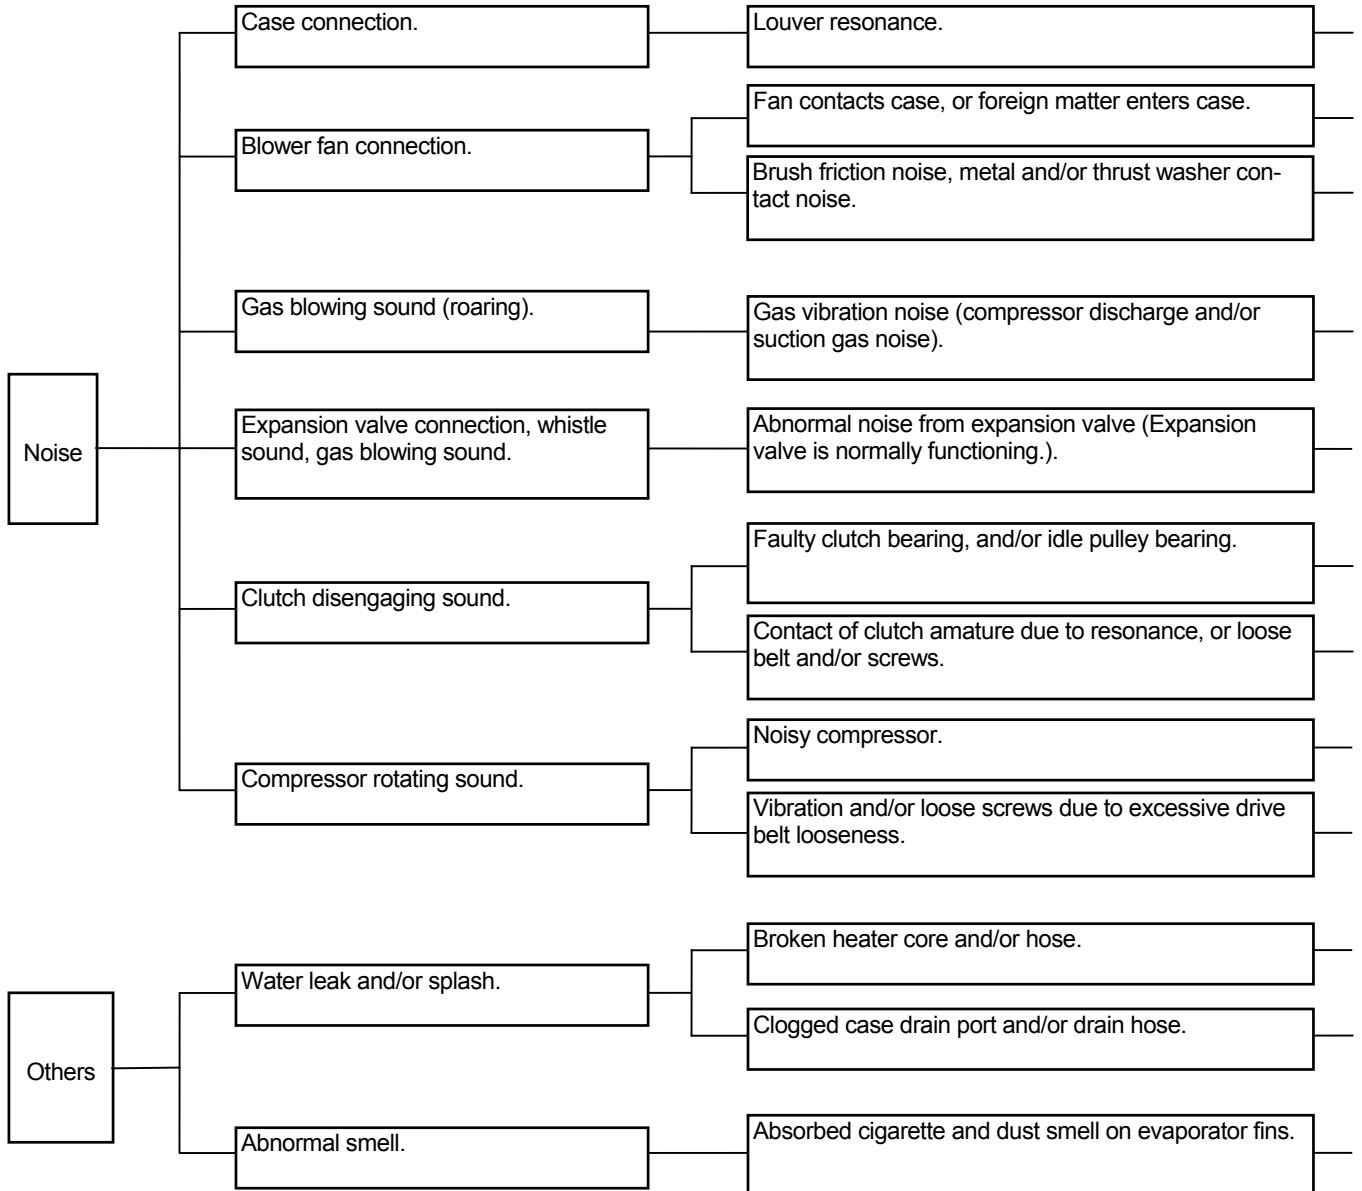 Case connection.
Louver resonance.
Fan contacts case, or foreign matter enters case.
Blower fan connection.
Brush friction noise, metal and/or thrust washer con-
tact noise.
Gas blowing sound (roaring).
Gas vibration noise (compressor discharge and/or
suction gas noise).
Noise
Expansion valve connection, whistle
sound, gas blowing sound.
Abnormal noise from expansion valve (Expansion
valve is normally functioning.).
Faulty clutch bearing, and/or idle pulley bearing.
Clutch disengaging sound.
Contact of clutch amature due to resonance, or loose
belt and/or screws.
Noisy compressor.
Compressor rotating sound.
Vibration and/or loose screws due to excessive drive
belt looseness.
Broken heater core and/or hose.
Water leak and/or splash.
Clogged case drain port and/or drain hose.
Others
Abnormal smell.
Absorbed cigarette and dust smell on evaporator fins.